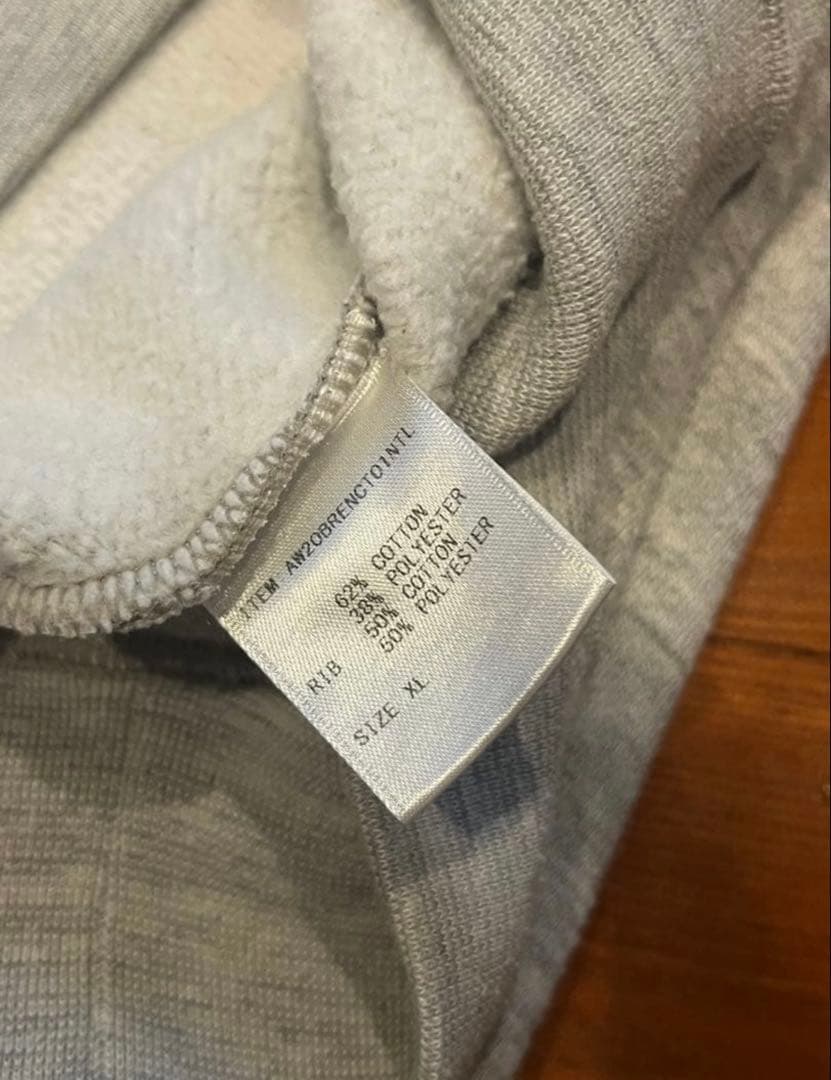 ITEM AW20BRENCT01NTL
62% COTTON
38% POLYESTER
RIB 50% COTTON
50% POLYESTER
SIZE XL